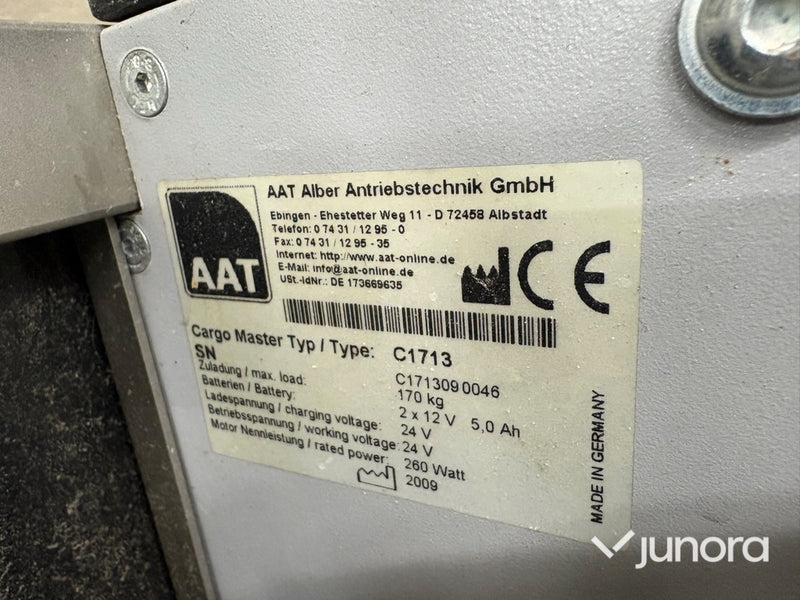 AAT Alber Antriebstechnik GmbH
Ebingen - Ehestetter Weg 11 - D 72458 Albstadt
Telefon: 0 74 31 / 12 95 - 0
Fax: 0 74 31 / 12 95 - 35
Internet: http://www.aat-online.de
E-Mail: info@aat-online.de
USt.-IdNr.: DE 173669635
AAT
CE
Cargo Master Typ / Type: C1713
SN C1713090046
Zuladung / max. load: 170 kg
Batterien / Battery: 2 x 12 V 5,0 Ah
Ladespannung / charging voltage: 24 V
Betriebsspannung / working voltage: 24 V
Motor Nennleistung / rated power: 260 Watt
2009
MADE IN GERMANY
junora